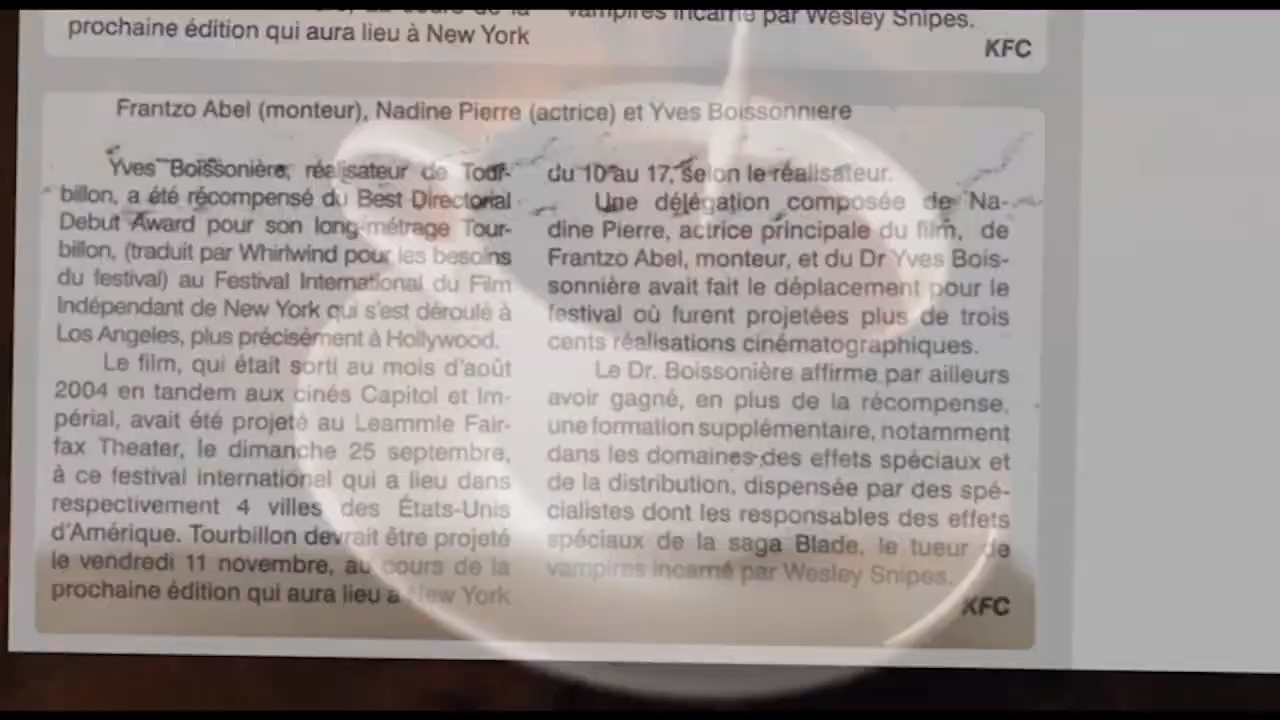 prochaine édition qui aura lieu à New York
vampires incarné par Wesley Snipes.
KFC
Frantzo Abel (monteur), Nadine Pierre (actrice) et Yves Boissonniere
Yves Boissonière, réalisateur de Tour-
billon, a été récompensé du Best Directorial
Debut Award pour son long-métrage Tour-
billon, (traduit par Whirlwind pour les besoins
du festival) au Festival International du Film
Indépendant de New York qui s'est déroulé à
Los Angeles, plus précisément à Hollywood.
Le film, qui était sorti au mois d'août
2004 en tandem aux cinés Capitol et Im-
périal, avait été projeté au Leammle Fair-
fax Theater, le dimanche 25 septembre,
à ce festival international qui a lieu dans
respectivement 4 villes des États-Unis
d'Amérique. Tourbillon devrait être projeté
le vendredi 11 novembre, au cours de la
prochaine édition qui aura lieu à New York
du 10 au 17, selon le réalisateur.
Une délégation composée de Na-
dine Pierre, actrice principale du film, de
Frantzo Abel, monteur, et du Dr Yves Bois-
sonnière avait fait le déplacement pour le
festival où furent projetées plus de trois
cents réalisations cinématographiques.
Le Dr. Boissonière affirme par ailleurs
avoir gagné, en plus de la récompense,
une formation supplémentaire, notamment
dans les domaines des effets spéciaux et
de la distribution, dispensée par des spé-
cialistes dont les responsables des effets
spéciaux de la saga Blade, le tueur de
vampires incarné par Wesley Snipes.
KFC